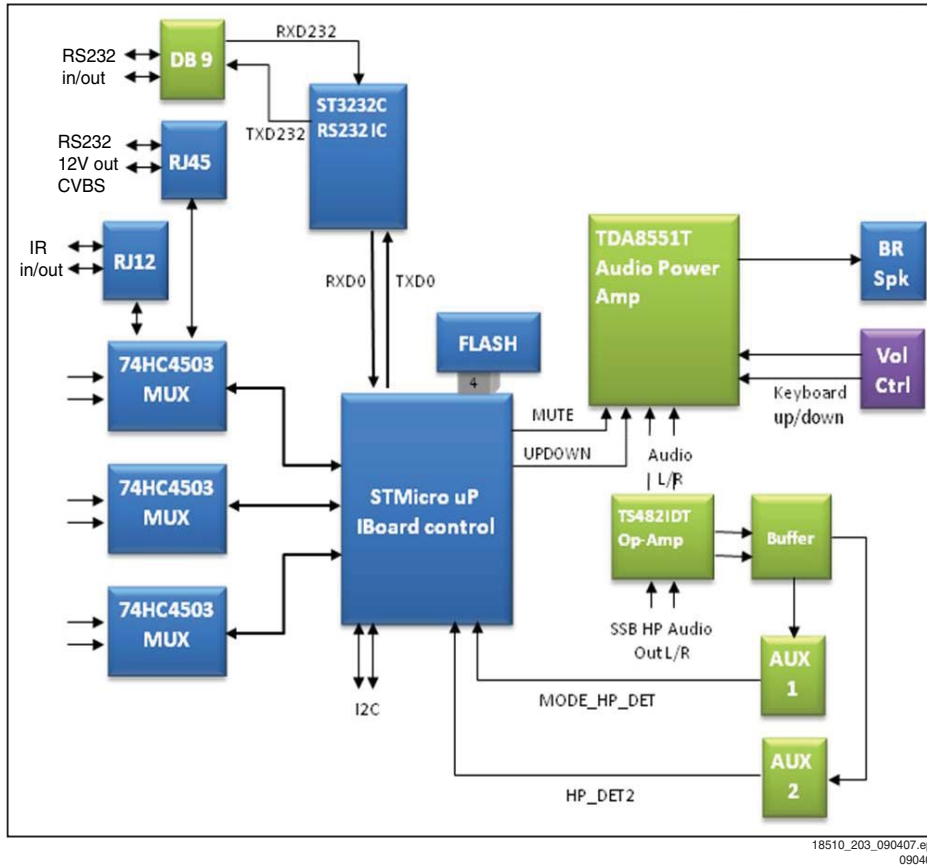 RS232
in/out
DB 9
RXD232
TXD232
ST3232C
RS232 IC
RS232
12V out
CVBS
RJ45
IR
in/out
RJ12
RXD0
TXD0
TDA8551T
Audio Power
Amp
BR
Spk
Vol
Ctrl
Keyboard
up/down
FLASH
4
74HC4503
MUX
MUTE
UPDOWN
Audio
L/R
STMicro uP
IBoard control
74HC4503
MUX
TS482IDT
Op-Amp
Buffer
74HC4503
MUX
SSB HP Audio
Out L/R
AUX
1
I2C
MODE_HP_DET
AUX
2
HP_DET2
18510_203_090407.ep